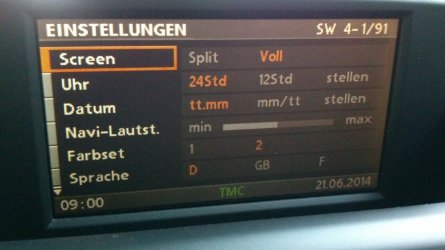 EINSTELLUNGEN SW 4-1/91
Screen Split Voll
Uhr 24Std 12Std stellen
Datum tt.mm mm/tt stellen
Navi-Lautst. min max
Farbset 1 2
Sprache D GB F
09:00 TMC 21.06.2014